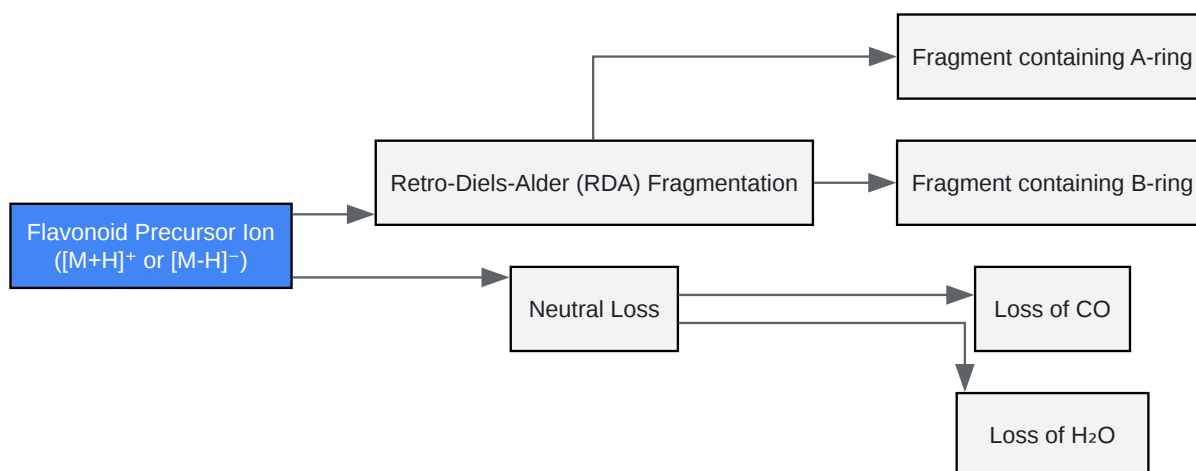 Fragment containing A-ring
Retro-Diels-Alder (RDA) Fragmentation
Fragment containing B-ring
Flavonoid Precursor Ion
([M+H]⁺ or [M-H]⁻)
Neutral Loss
Loss of CO
Loss of H₂O